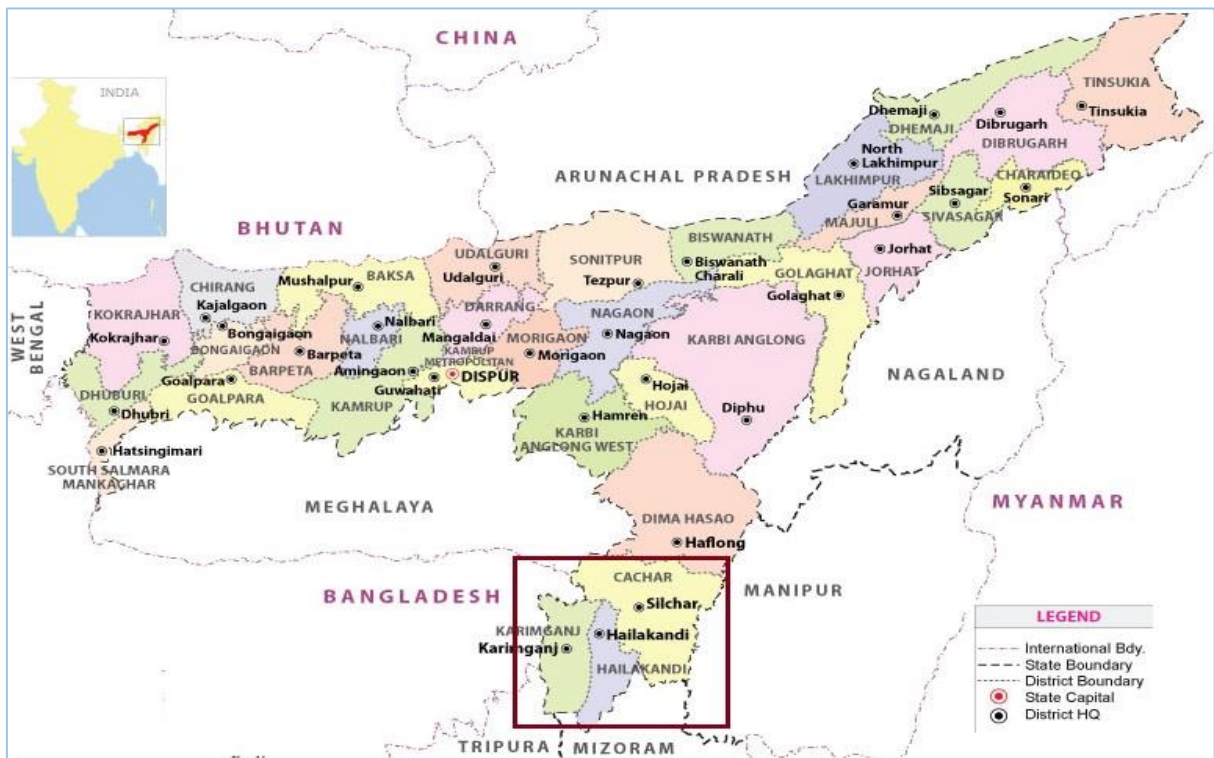 CHINA
INDIA
TINSUKIA
Tinsukia
Dhemaji
DHEMAJI
Dibrugarh
DIBRUGARH
North
Lakhimpur
LAKHIMPUR
ARUNACHAL PRADESH
CHARAIDEO
Sonari
Sibsagar
SIVASAGAR
Garamur
MAJULI
Jorhat
JORHAT
BHUTAN
BISWANATH
Biswanath
Charali
UDALGURI
Udalguri
SONITPUR
Tezpur
GOLAGHAT
Golaghat
BAKSA
Mushalpur
CHIRANG
Kajalgaon
KOKRAJHAR
Kokrajhar
WEST
BENGAL
Bongaigaon
BONGAIGAON
Barpeta
BARPETA
Nalbari
NALBARI
DARRANG
Mangaldai
KAMRUP
METROPOLITAN
DISPUR
MORIGAON
Morigaon
NAGAON
Nagaon
KARBI ANGLONG
Diphu
NAGALAND
Amingaon
Guwahati
KAMRUP
Goalpara
GOALPARA
DHUBURI
Dhubri
Hatsingimari
SOUTH SALMARA
MANKACHAR
Hojai
HOJAI
Hamren
KARBI
ANGLONG WEST
MEGHALAYA
DIMA HASAO
Haflong
MYANMAR
BANGLADESH
CACHAR
Silchar
MANIPUR
KARIMGANJ
Karimganj
Hailakandi
HAILAKANDI
TRIPURA
MIZORAM
LEGEND
International Bdy.
State Boundary
District Boundary
State Capital
District HQ